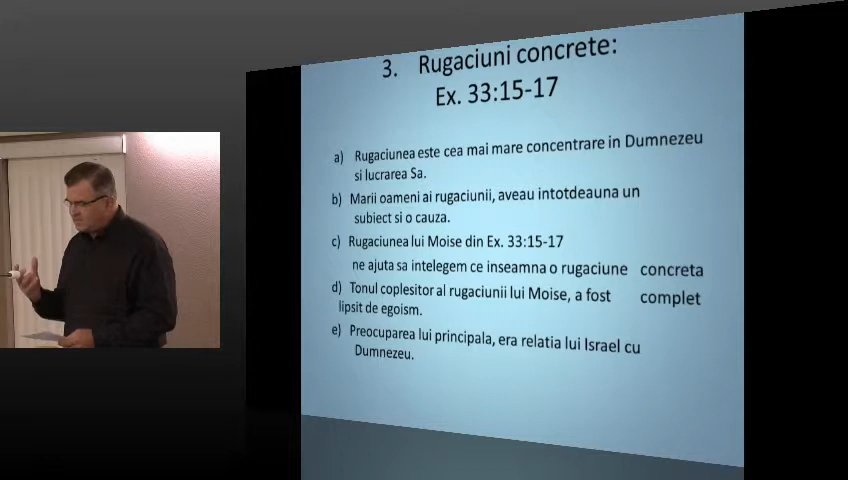 3. Rugaciuni concrete:
Ex. 33:15-17
a) Rugaciunea este cea mai mare concentrare in Dumnezeu
si lucrarea Sa.
b) Marii oameni ai rugaciunii, aveau intotdeauna un
subiect si o cauza.
c) Rugaciunea lui Moise din Ex. 33:15-17
ne ajuta sa intelegem ce inseamna o rugaciune concreta
d) Tonul coplesitor al rugaciunii lui Moise, a fost complet
lipsit de egoism.
e) Preocuparea lui principala, era relatia lui Israel cu
Dumnezeu.